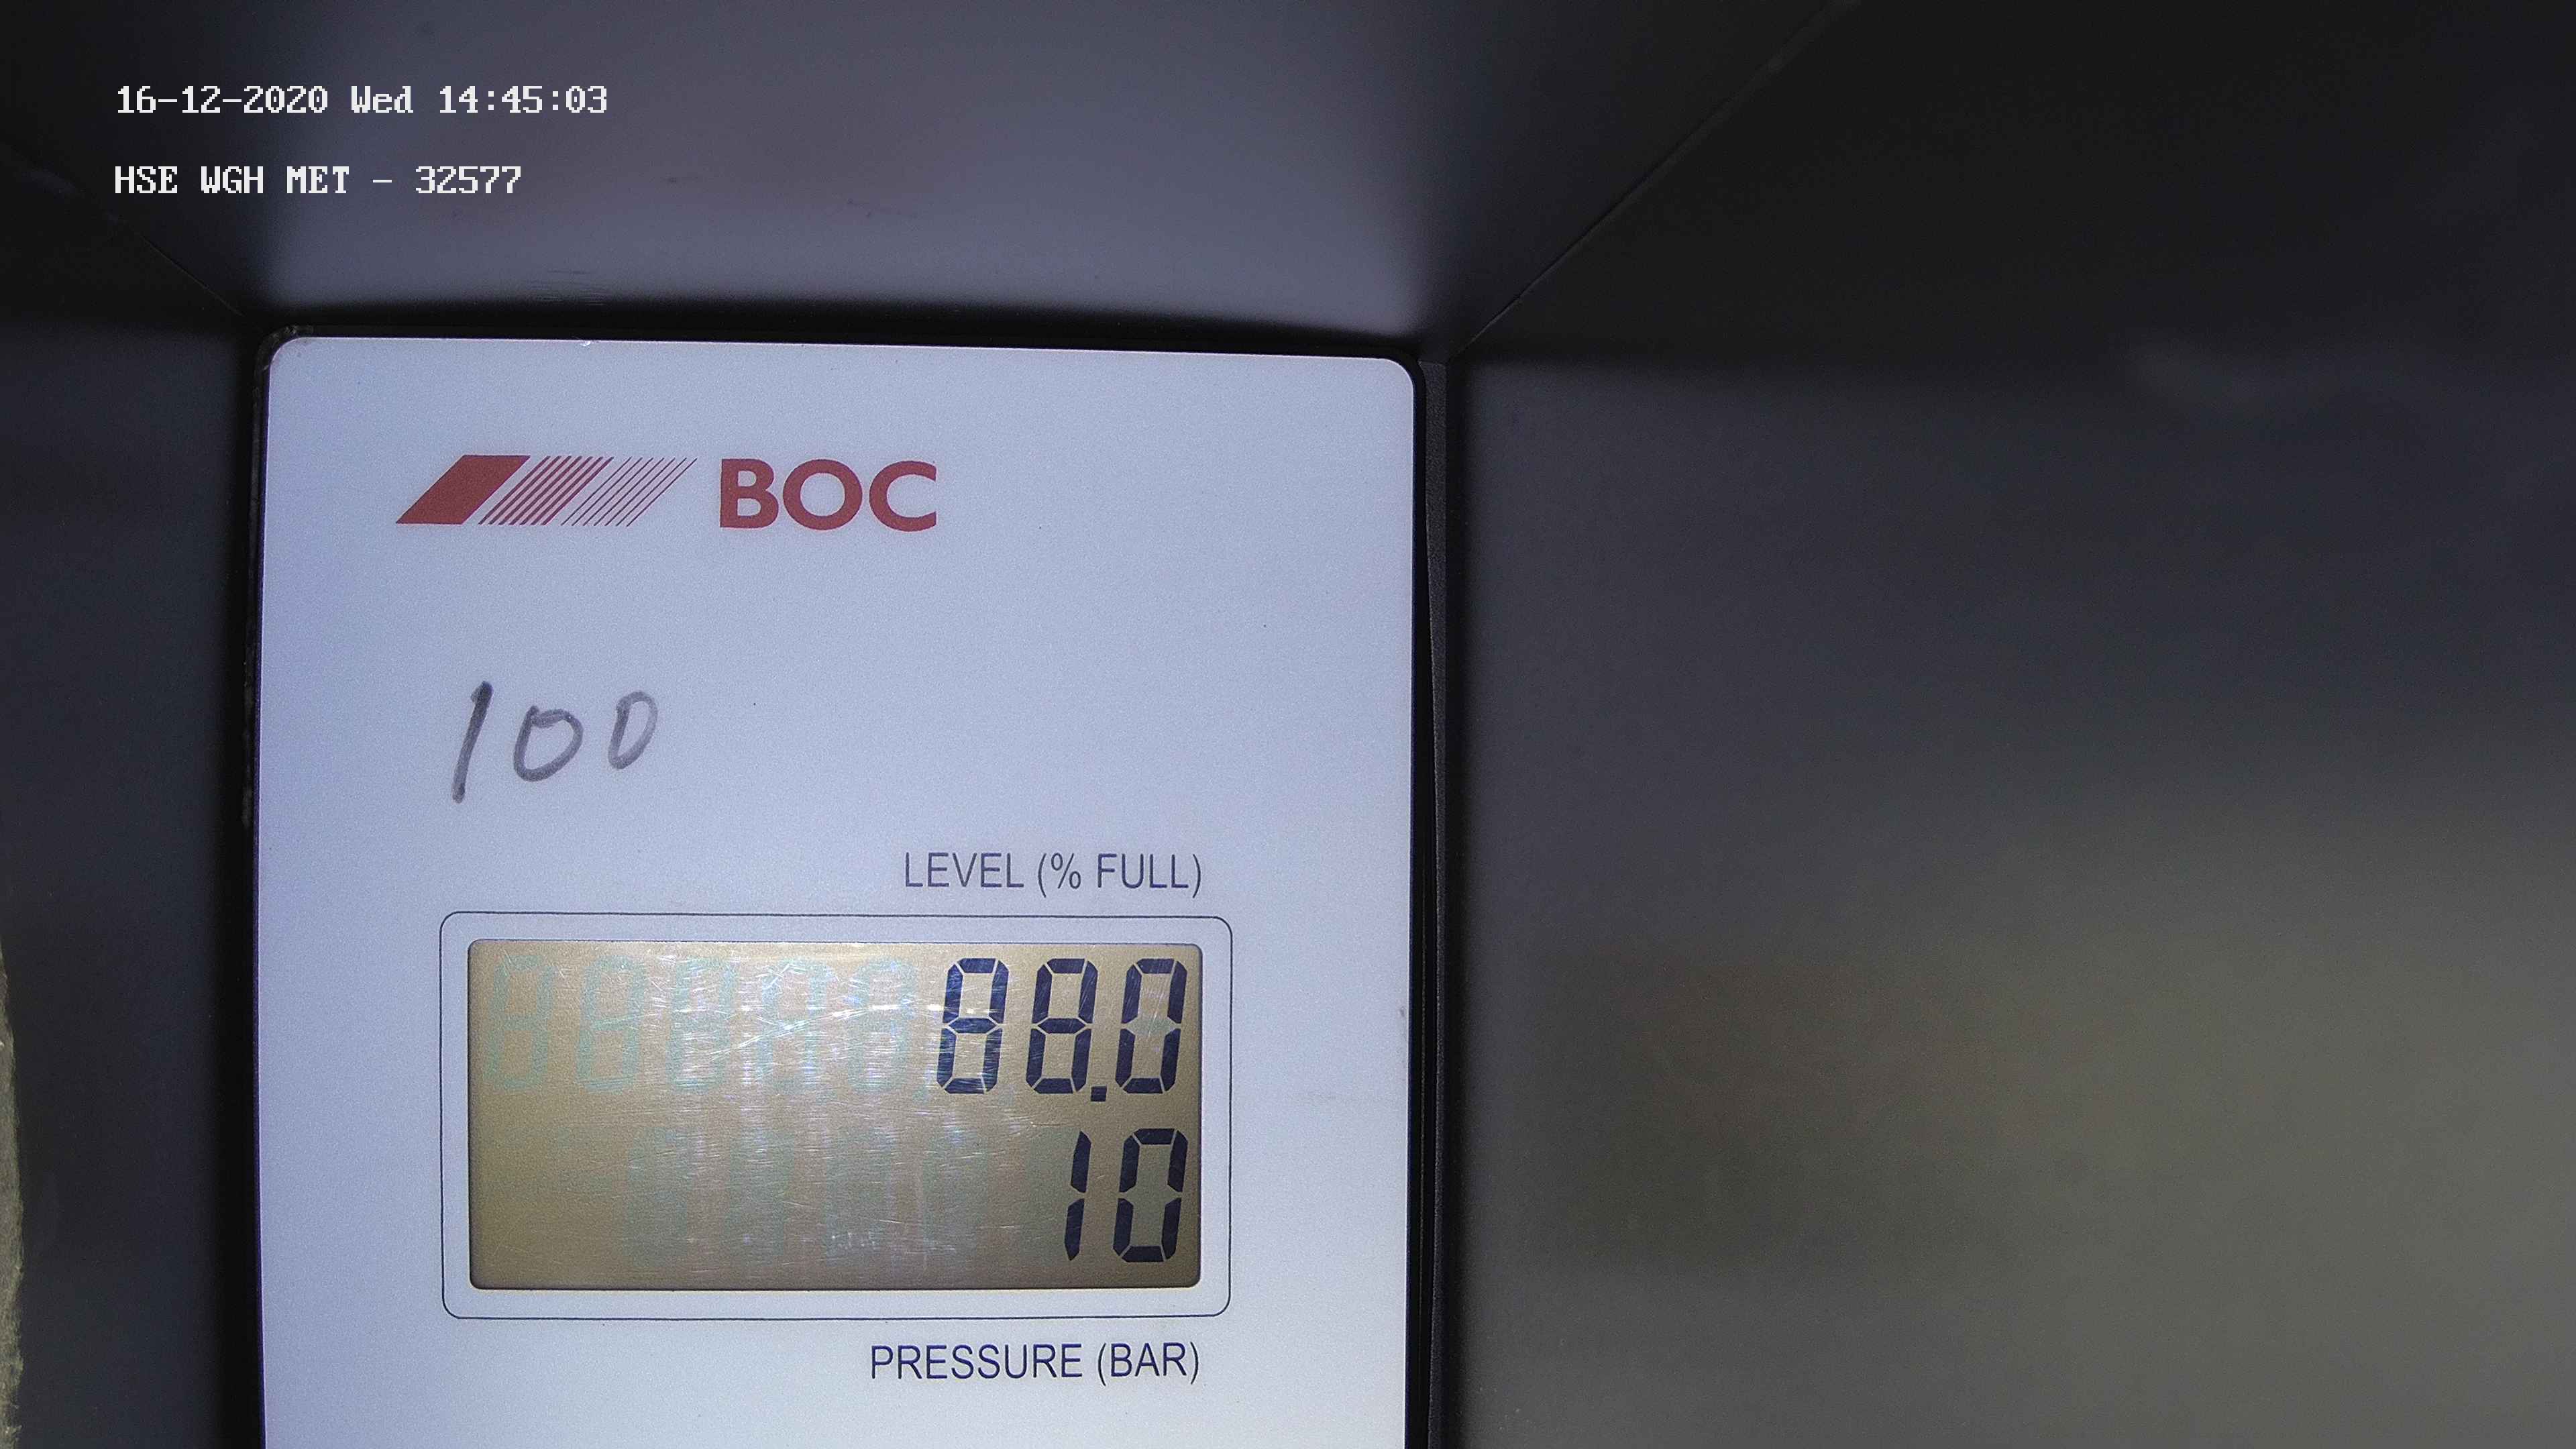 16-12-2020 Wed 14:45:03
HSE WGH MET - 32577
BOC
100
LEVEL (% FULL)
88.0
10
PRESSURE (BAR)